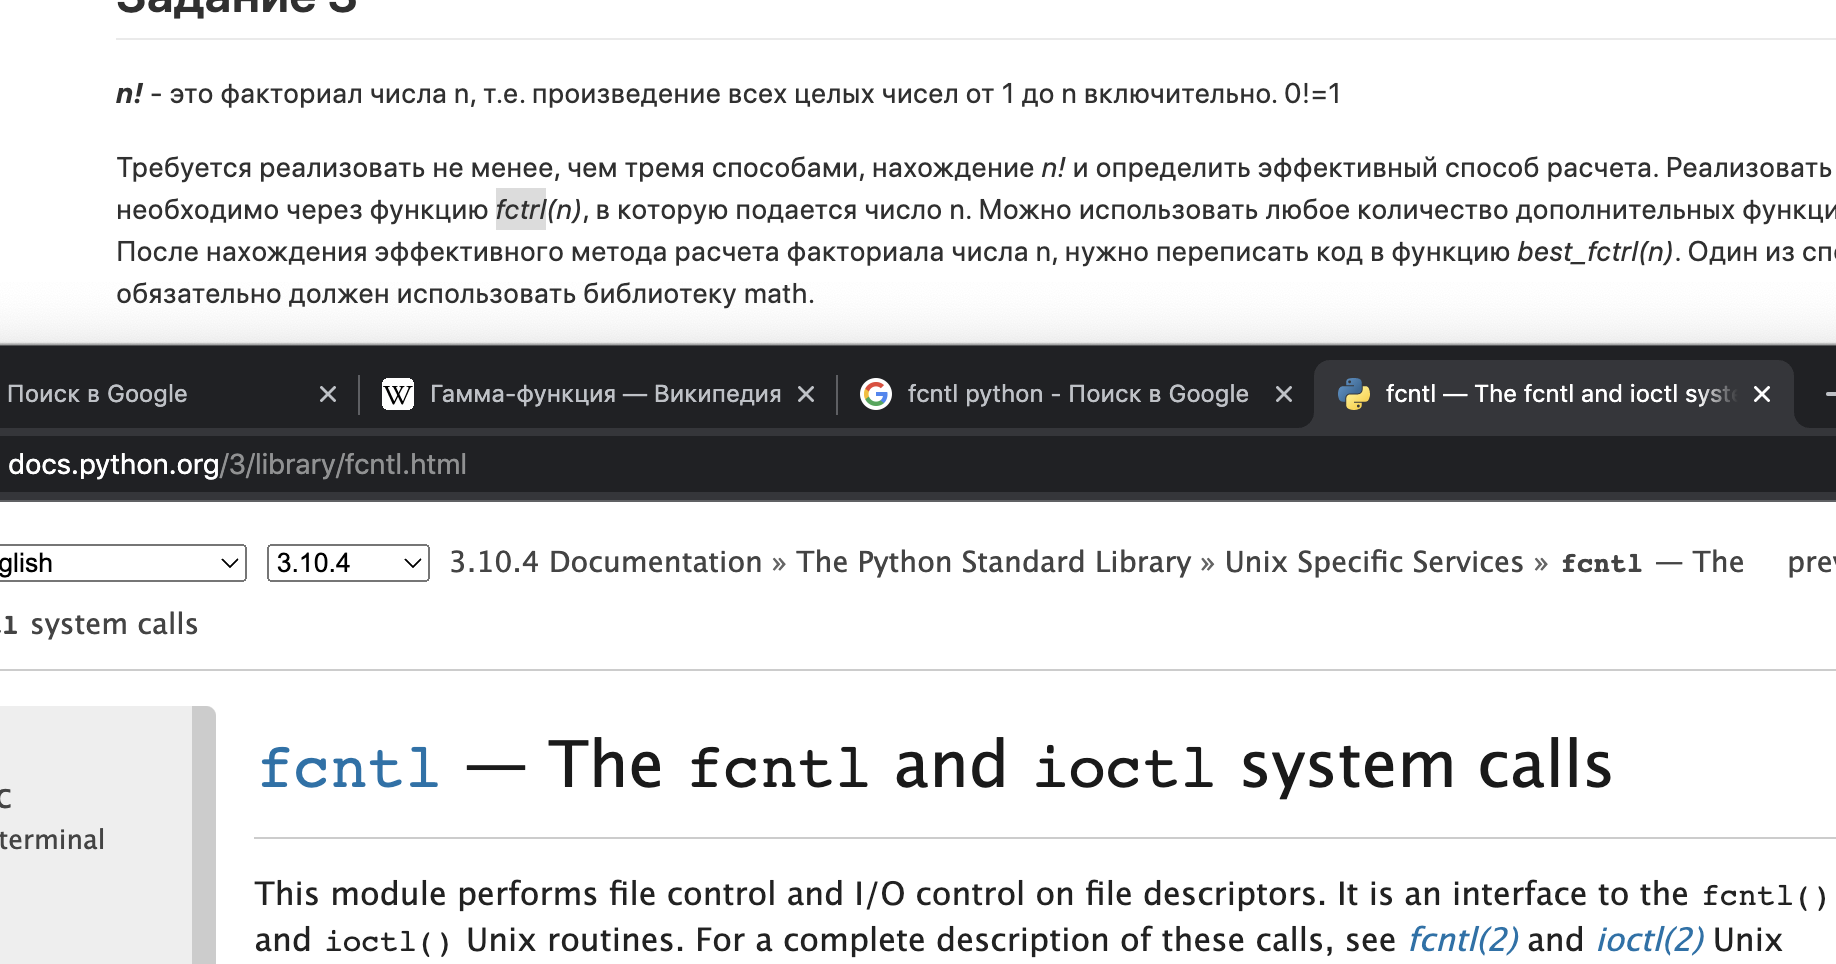 Задание 3
n! - это факториал числа n, т.е. произведение всех целых чисел от 1 до n включительно. 0!=1
Требуется реализовать не менее, чем тремя способами, нахождение n! и определить эффективный способ расчета. Реализовать
необходимо через функцию fctrl(n), в которую подается число n. Можно использовать любое количество дополнительных функци
После нахождения эффективного метода расчета факториала числа n, нужно переписать код в функцию best_fctrl(n). Один из
обязательно должен использовать библиотеку math.
Поиск в Google
Гамма-функция — Википедия
fcntl python - Поиск в Google
fcntl — The fcntl and ioctl syst
docs.python.org/3/library/fcntl.html
glish
3.10.4
3.10.4 Documentation » The Python Standard Library » Unix Specific Services » fcntl — The
prev
l system calls
fcntl — The fcntl and ioctl system calls
c
terminal
This module performs file control and I/O control on file descriptors. It is an interface to the fcntl()
and ioctl() Unix routines. For a complete description of these calls, see fcntl(2) and ioctl(2) Unix